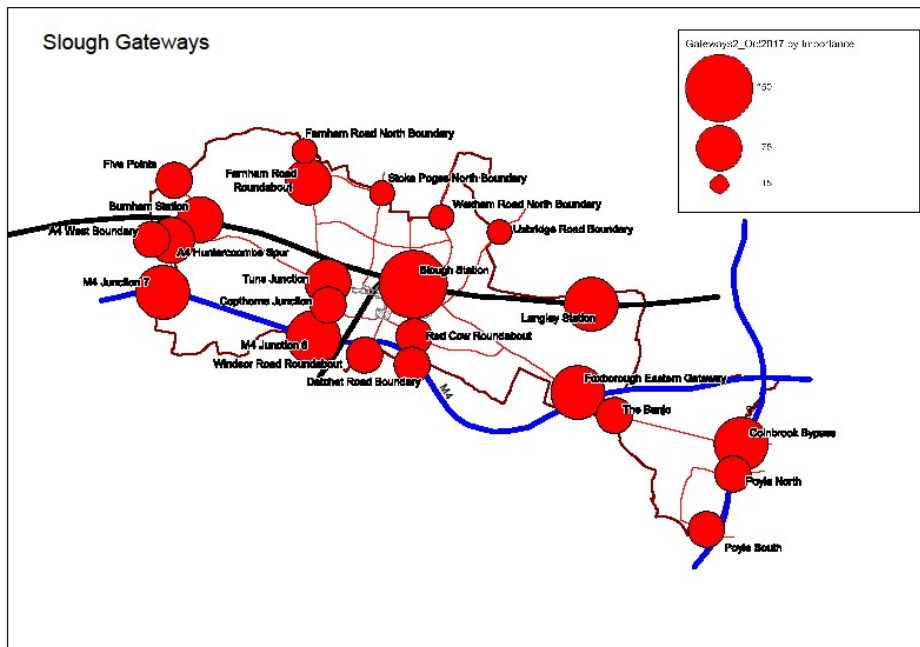 Slough Gateways
Gateways2_Oct2017 by Importance
150
75
15
Farnham Road North Boundary
Five Points
Farnham Road
Roundabout
Stoke Poges North Boundary
Burnham Station
Wexham Road North Boundary
A4 West Boundary
Uxbridge Road Boundary
A4 Huntercoombe Spur
Slough Station
M4 Junction 7
Tuns Junction
Copthorne Junction
Langley Station
M4 Junction 6
Red Cow Roundabout
Windsor Road Roundabout
Datchet Road Boundary
Foxborough Eastern Gateway
M4
The Banjo
Colnbrook Bypass
Poyle North
Poyle South